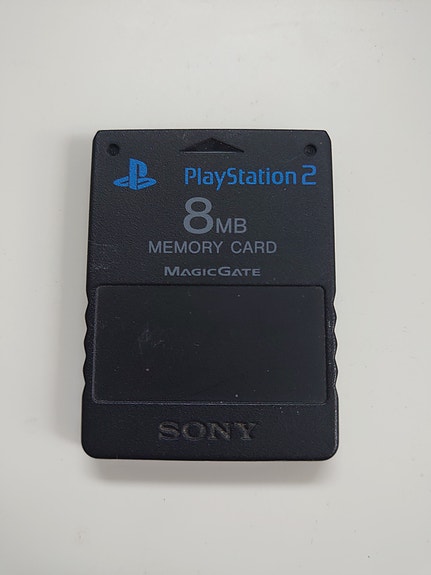 PlayStation 2
8MB
MEMORY CARD
MAGICGATE
SONY